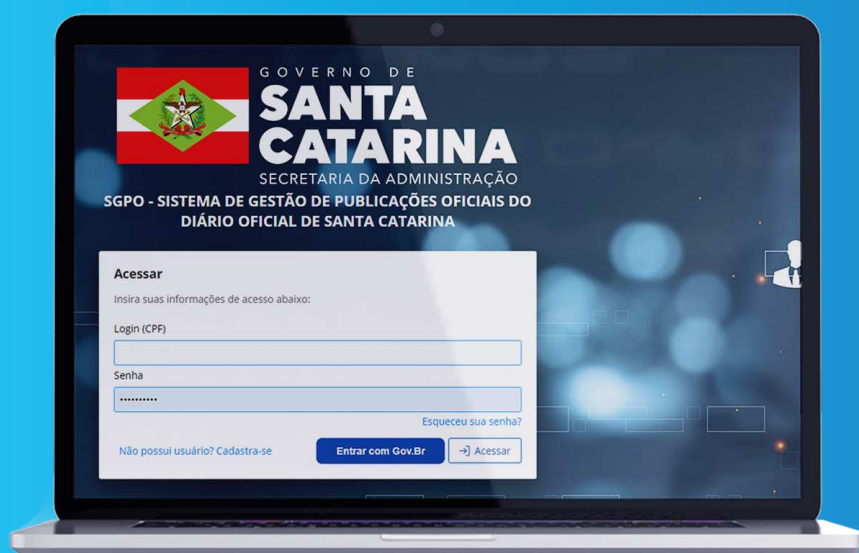 GOVERNO DE
SANTA
CATARINA
SECRETARIA DA ADMINISTRAÇÃO
SGPO - SISTEMA DE GESTÃO DE PUBLICAÇÕES OFICIAIS DO
DIÁRIO OFICIAL DE SANTA CATARINA
Acessar
Insira suas informações de acesso abaixo:
Login (CPF)
Senha
••••••••••
Esqueceu sua senha?
Não possui usuário? Cadastra-se
Entrar com Gov.Br
Acessar